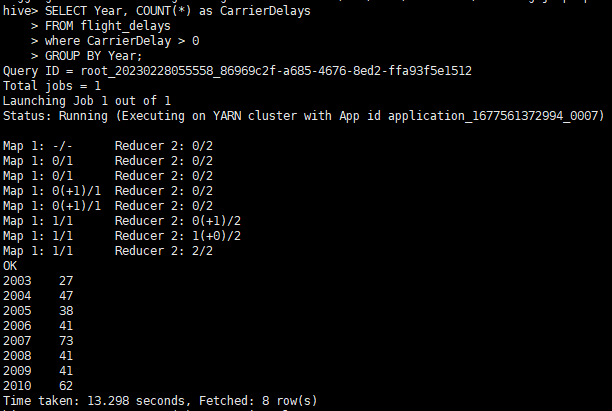 hive> SELECT Year, COUNT(*) as CarrierDelays
    > FROM flight_delays
    > where CarrierDelay > 0
    > GROUP BY Year;
Query ID = root_20230228055558_86969c2f-a685-4676-8ed2-ffa93f5e1512
Total jobs = 1
Launching Job 1 out of 1
Status: Running (Executing on YARN cluster with App id application_1677561372994_0007)

Map 1: -/-      Reducer 2: 0/2
Map 1: 0/1      Reducer 2: 0/2
Map 1: 0/1      Reducer 2: 0/2
Map 1: 0(+1)/1  Reducer 2: 0/2
Map 1: 0(+1)/1  Reducer 2: 0/2
Map 1: 1/1      Reducer 2: 0(+1)/2
Map 1: 1/1      Reducer 2: 1(+0)/2
Map 1: 1/1      Reducer 2: 2/2
OK
2003    27
2004    47
2005    38
2006    41
2007    73
2008    41
2009    41
2010    62
Time taken: 13.298 seconds, Fetched: 8 row(s)